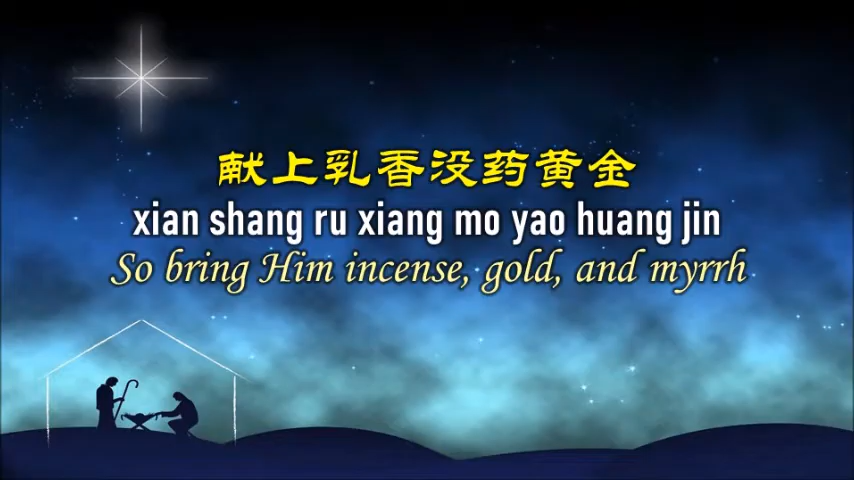 献上乳香没药黄金
xian shang ru xiang mo yao huang jin
So bring Him incense, gold, and myrrh